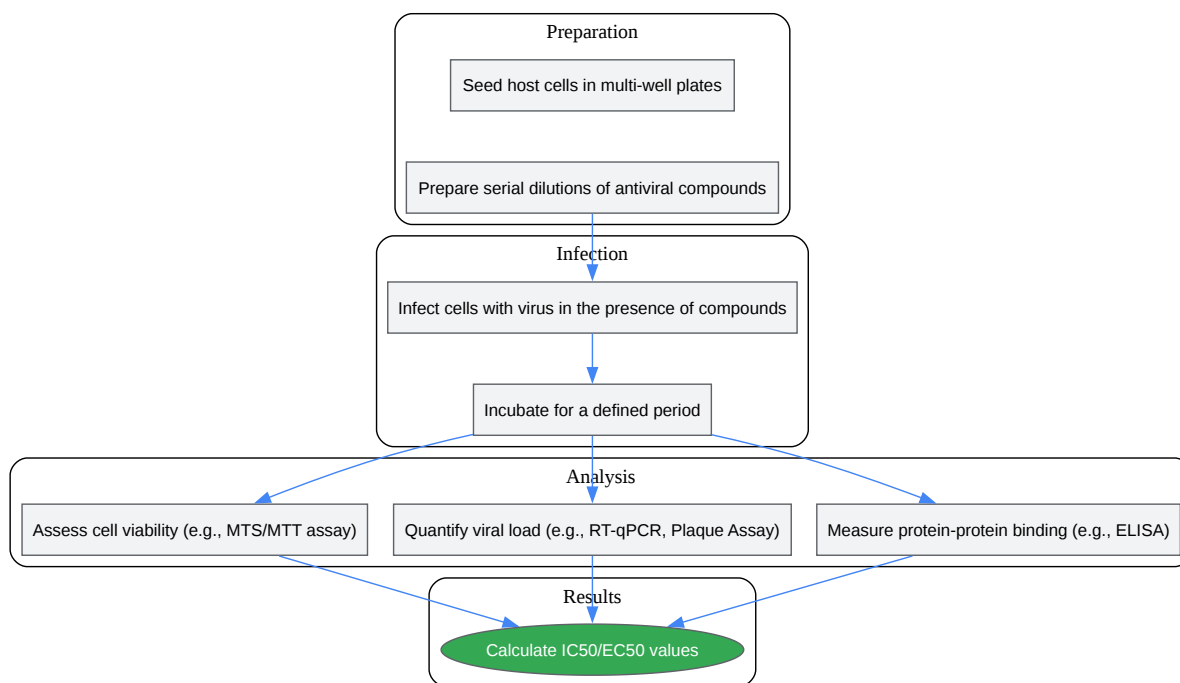 Preparation
Seed host cells in multi-well plates
Prepare serial dilutions of antiviral compounds
Infection
Infect cells with virus in the presence of compounds
Incubate for a defined period
Analysis
Assess cell viability (e.g., MTS/MTT assay)
Quantify viral load (e.g., RT-qPCR, Plaque Assay)
Measure protein-protein binding (e.g., ELISA)
Results
Calculate IC50/EC50 values